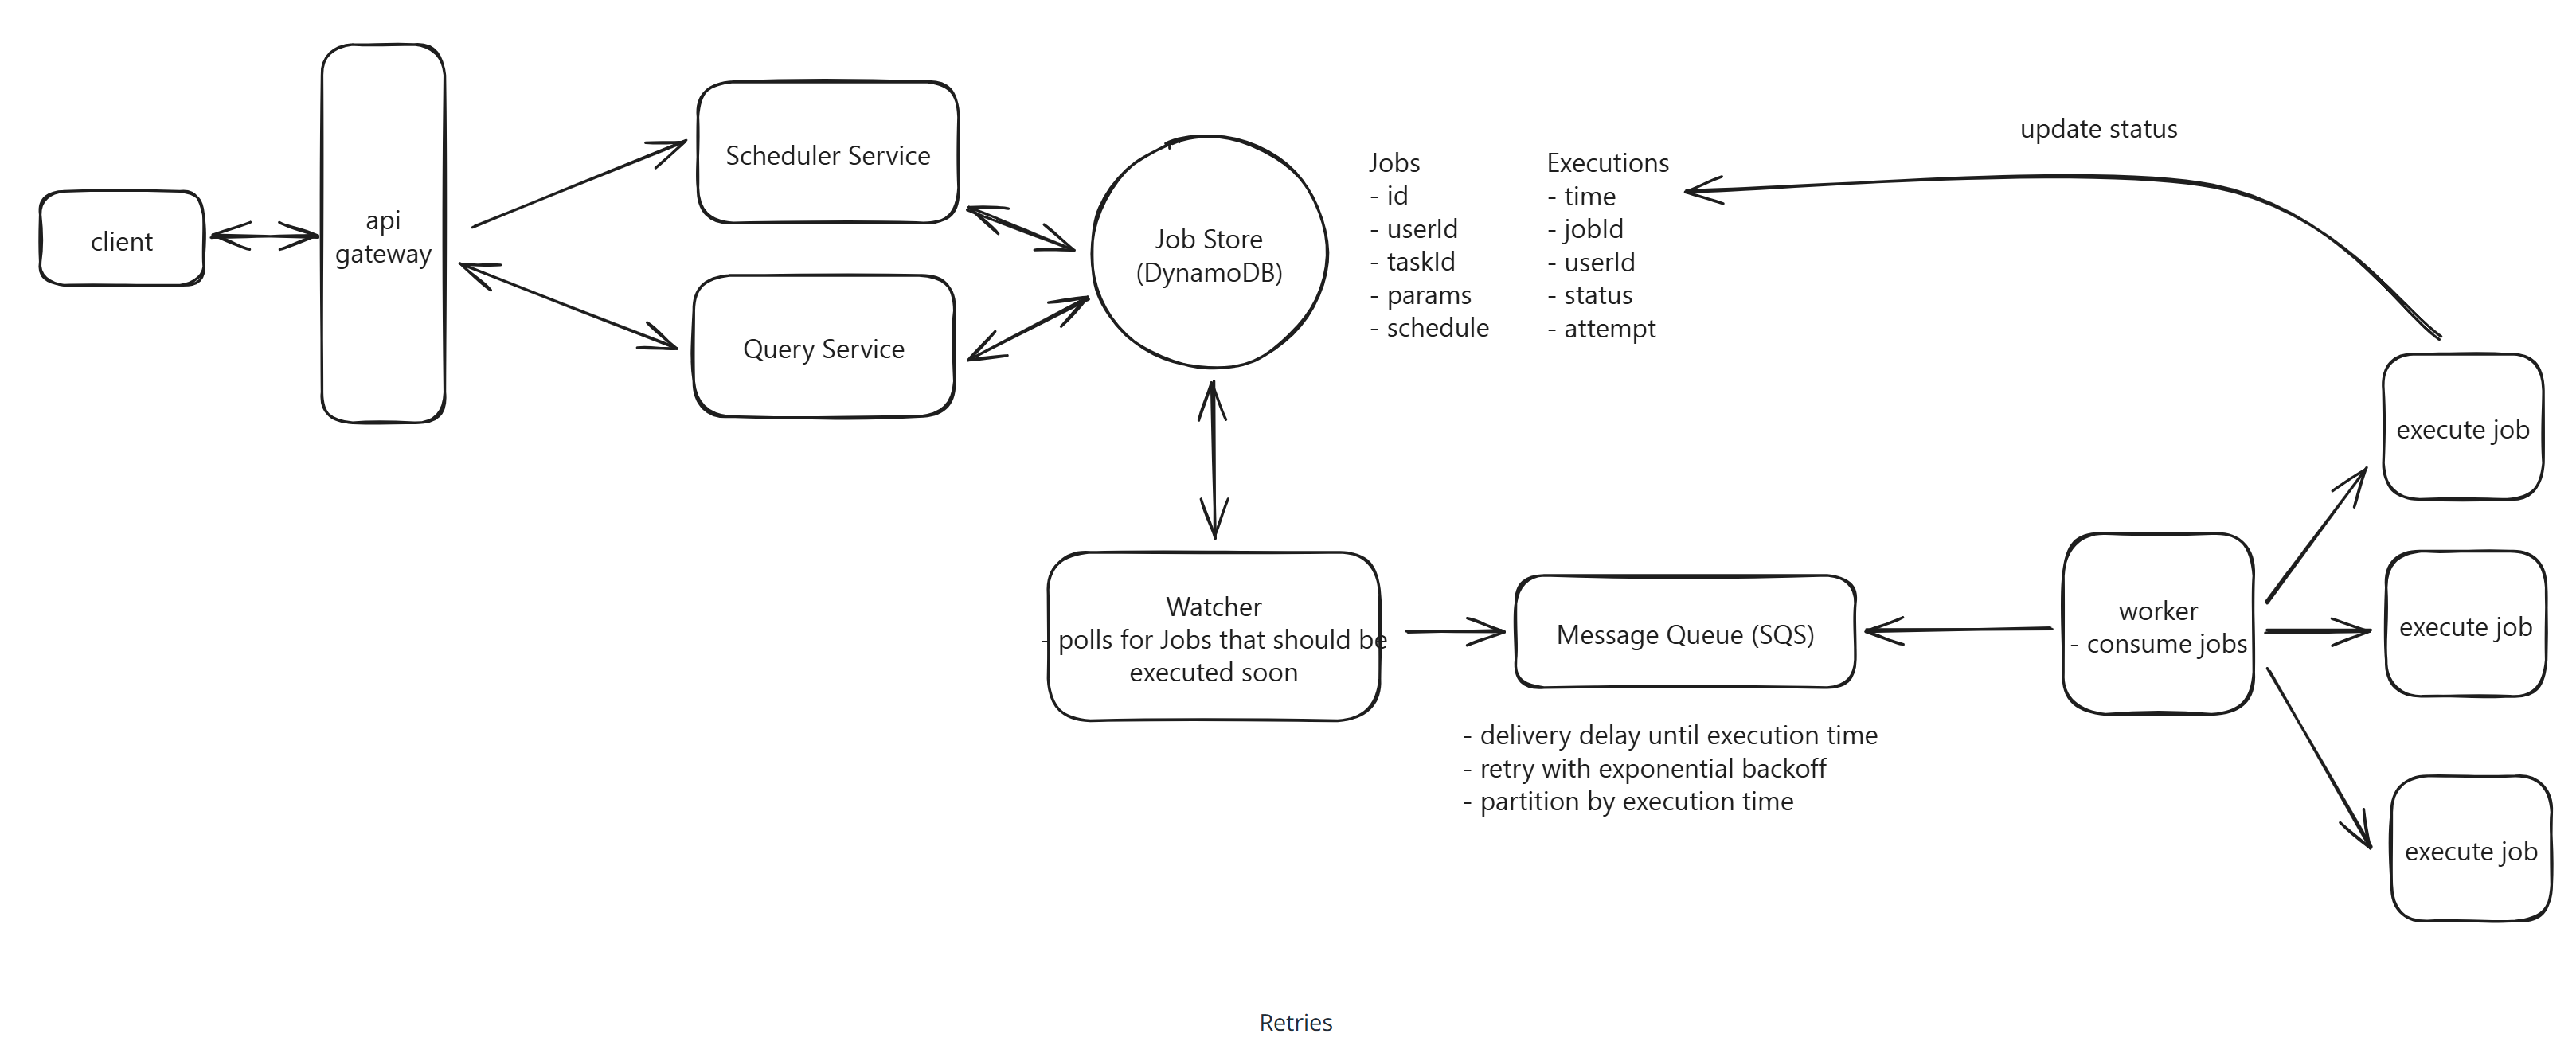 client
api
gateway
Scheduler Service
Query Service
Job Store
(DynamoDB)
Jobs
- id
- userId
- taskId
- params
- schedule
Executions
- time
- jobId
- userId
- status
- attempt
update status
Watcher
- polls for Jobs that should be
executed soon
Message Queue (SQS)
- delivery delay until execution time
- retry with exponential backoff
- partition by execution time
worker
- consume jobs
execute job
execute job
execute job
Retries